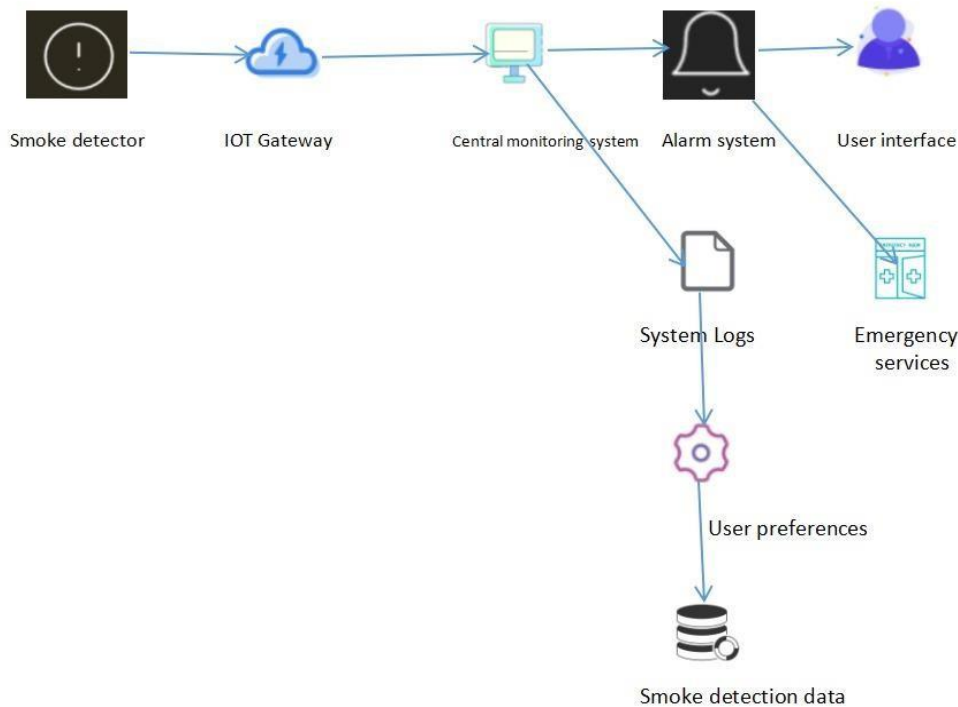 Smoke detector
IOT Gateway
Central monitoring system
Alarm system
User interface
System Logs
Emergency
services
User preferences
Smoke detection data